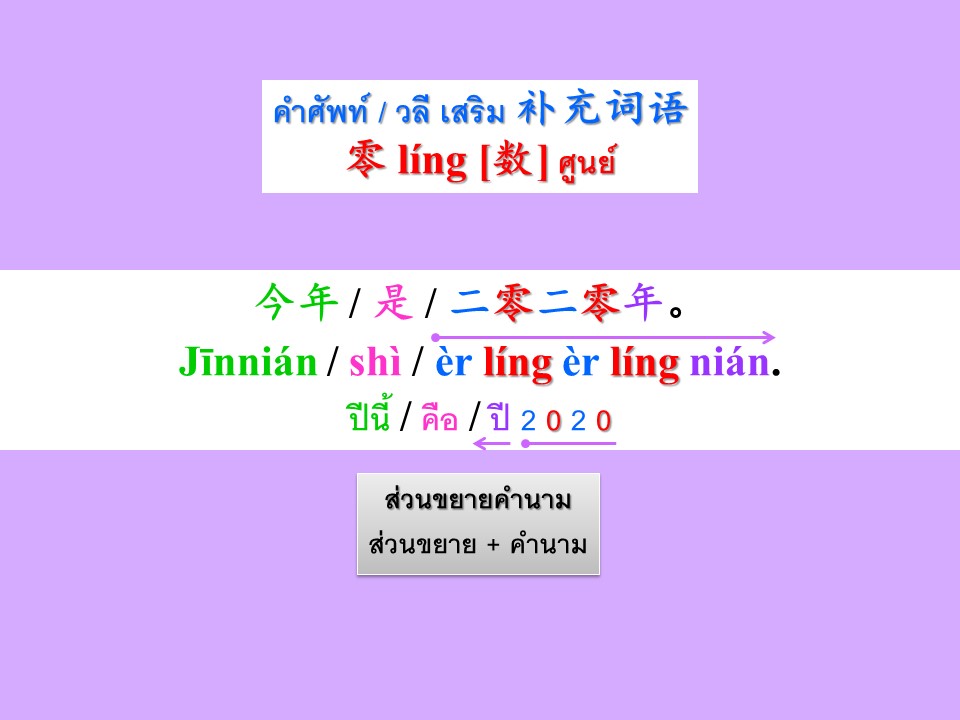 คำศัพท์ / วลี เสริม 补充词语
零 líng [数] ศูนย์
今年 / 是 / 二零二零年。
Jīnnián / shì / èr líng èr líng nián.
ปีนี้ / คือ / ปี 2 0 2 0
ส่วนขยายคำนาม
ส่วนขยาย + คำนาม